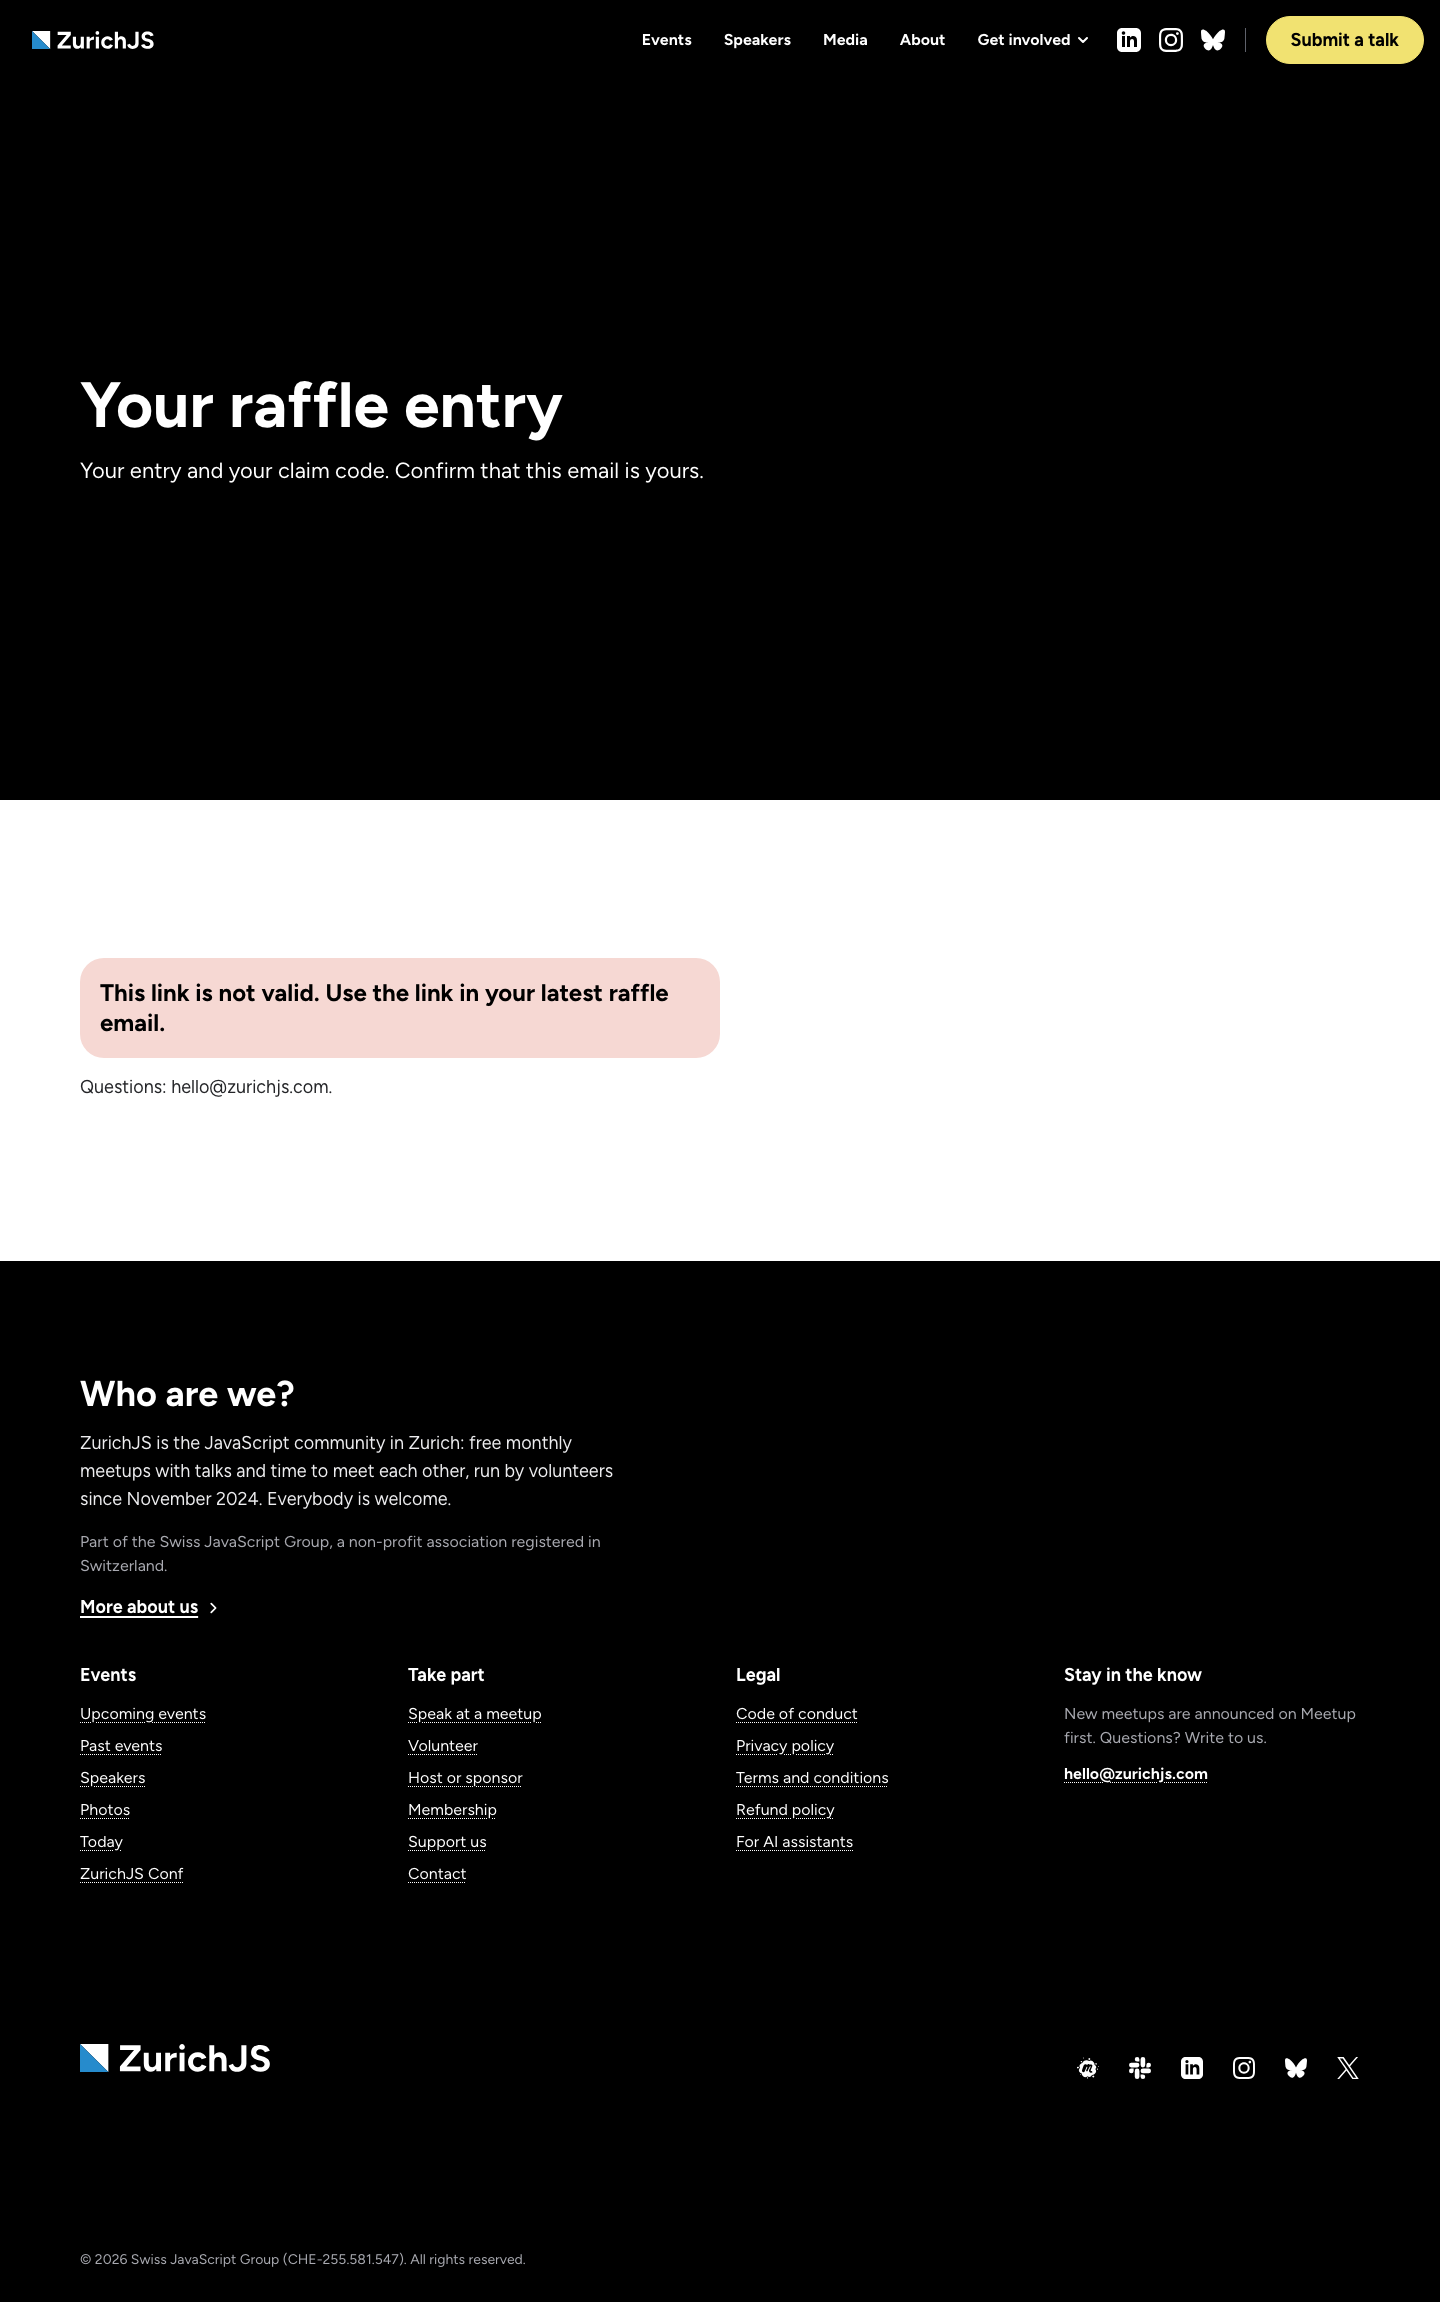 ZurichJS
Events
Speakers
Media
About
Get involved
Submit a talk
Your raffle entry
Your entry and your claim code. Confirm that this email is yours.
This link is not valid. Use the link in your latest raffle
email.
Questions: hello@zurichjs.com.
Who are we?
ZurichJS is the JavaScript community in Zurich: free monthly
meetups with talks and time to meet each other, run by volunteers
since November 2024. Everybody is welcome.
Part of the Swiss JavaScript Group, a non-profit association registered in
Switzerland.
More about us
Events
Upcoming events
Past events
Speakers
Photos
Today
ZurichJS Conf
Take part
Speak at a meetup
Volunteer
Host or sponsor
Membership
Support us
Contact
Legal
Code of conduct
Privacy policy
Terms and conditions
Refund policy
For AI assistants
Stay in the know
New meetups are announced on Meetup
first. Questions? Write to us.
hello@zurichjs.com
ZurichJS
© 2026 Swiss JavaScript Group (CHE-255.581.547). All rights reserved.